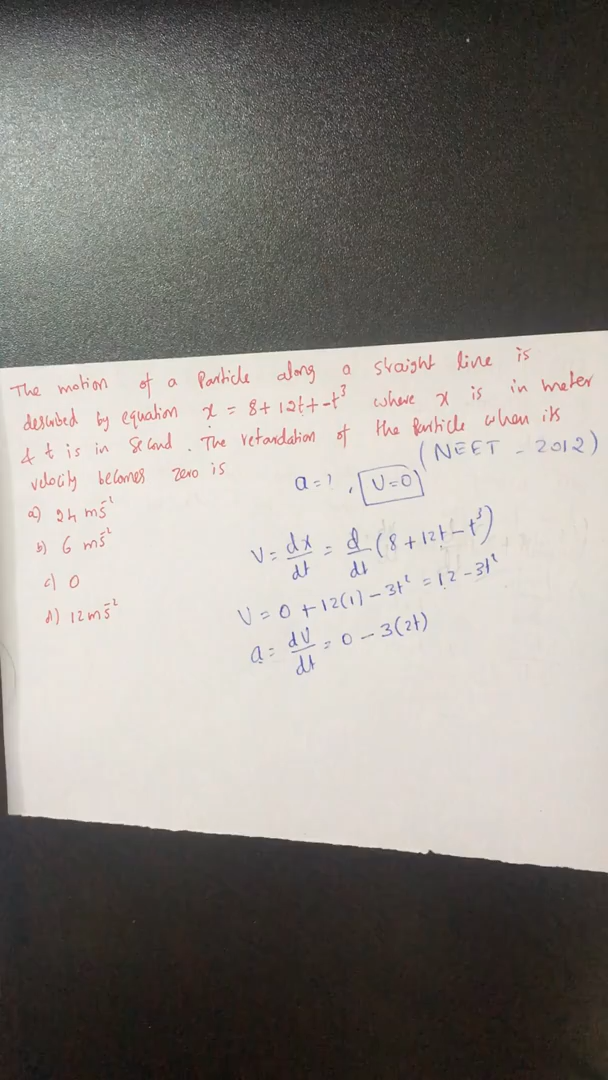 The motion of a Particle along a straight line is
described by equation x = 8+12t+-t³ where x is in meter
& t is in Second. The retardation of the Particle when its
velocity becomes zero is
(NEET - 2012)
a=? , V=0
a) 24 ms⁻²
b) 6 ms⁻²
c) 0
d) 12 ms⁻²
V = dx/dt = d/dt (8+12t-t³)
V = 0 + 12(1) - 3t² = 12-3t²
a = dV/dt = 0 - 3(2t)